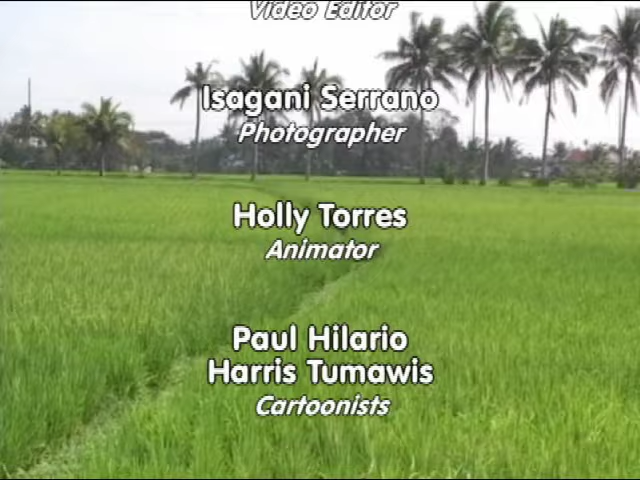 Video Editor
Isagani Serrano
Photographer
Holly Torres
Animator
Paul Hilario
Harris Tumawis
Cartoonists